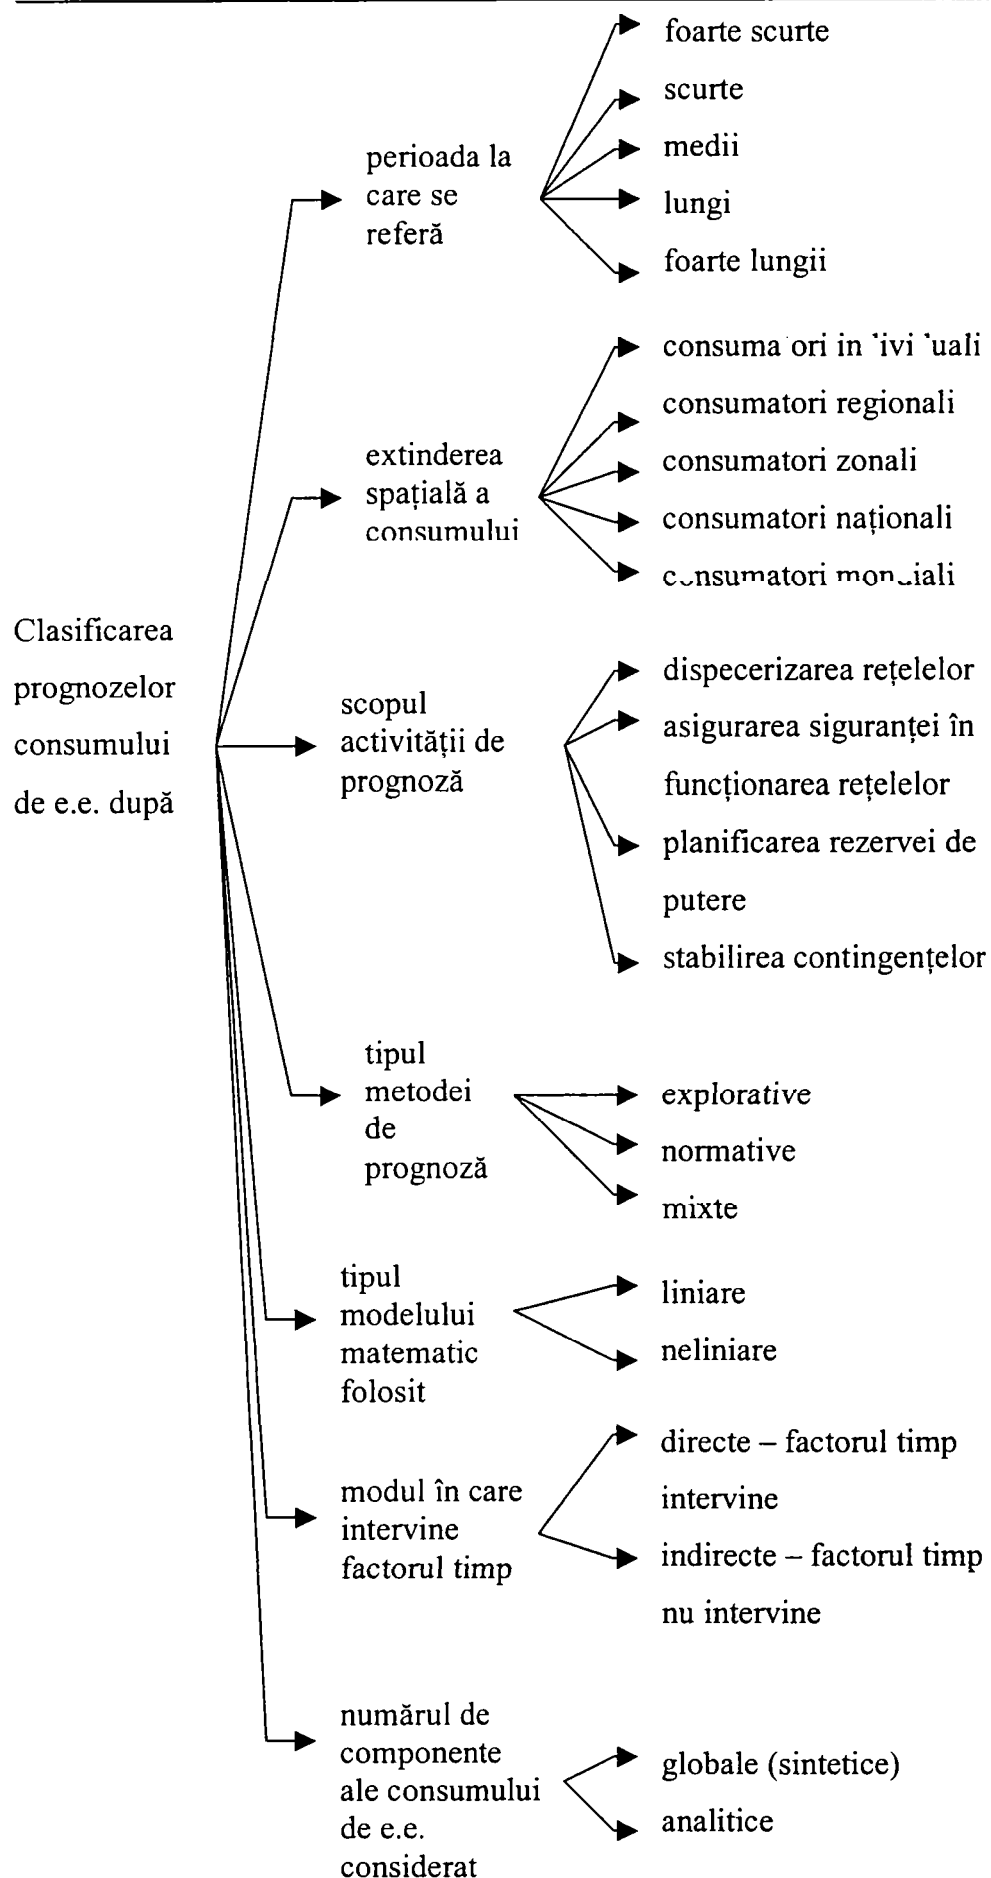 Clasificarea
prognozelor
consumului
de e.e. după
perioada la
care se
referă
foarte scurte
scurte
medii
lungi
foarte lungii
extinderea
spațială a
consumului
consumatori regionali
consumatori zonali
consumatori naționali
scopul
activității de
prognoză
dispecerizarea rețelelor
asigurarea siguranței în
funcționarea rețelelor
planificarea rezervei de
putere
stabilirea contingențelor
tipul
metodei
de
prognoză
explorative
normative
mixte
tipul
modelului
matematic
folosit
liniare
neliniare
modul în care
intervine
factorul timp
directe – factorul timp
intervine
indirecte – factorul timp
nu intervine
numărul de
componente
ale consumului
de e.e.
considerat
globale (sintetice)
analitice